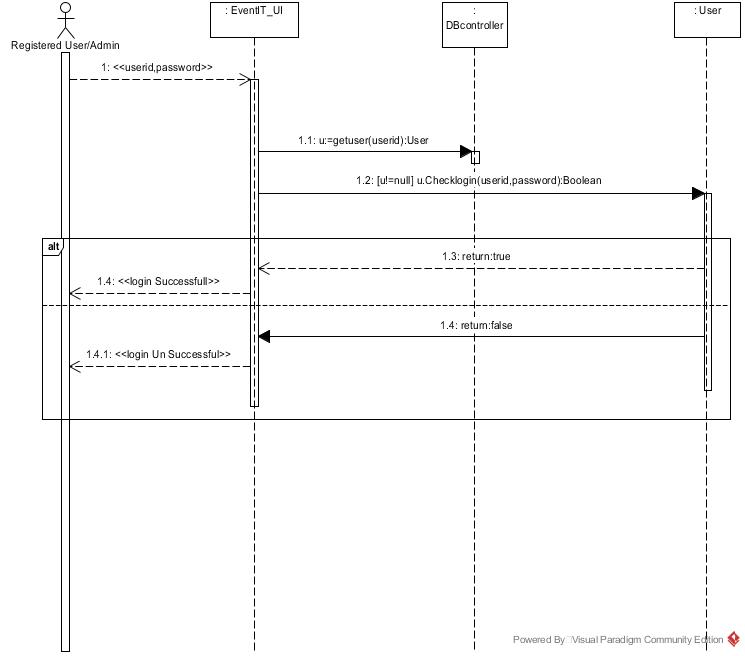 : EventIT_UI
:
DBcontroller
: User
Registered User/Admin
1: <<userid,password>>
1.1: u:=getuser(userid):User
1.2: [u!=null] u.Checklogin(userid,password):Boolean
alt
1.3: return:true
1.4: <<login Successfull>>
1.4: return:false
1.4.1: <<login Un Successful>>
Powered By Visual Paradigm Community Edition